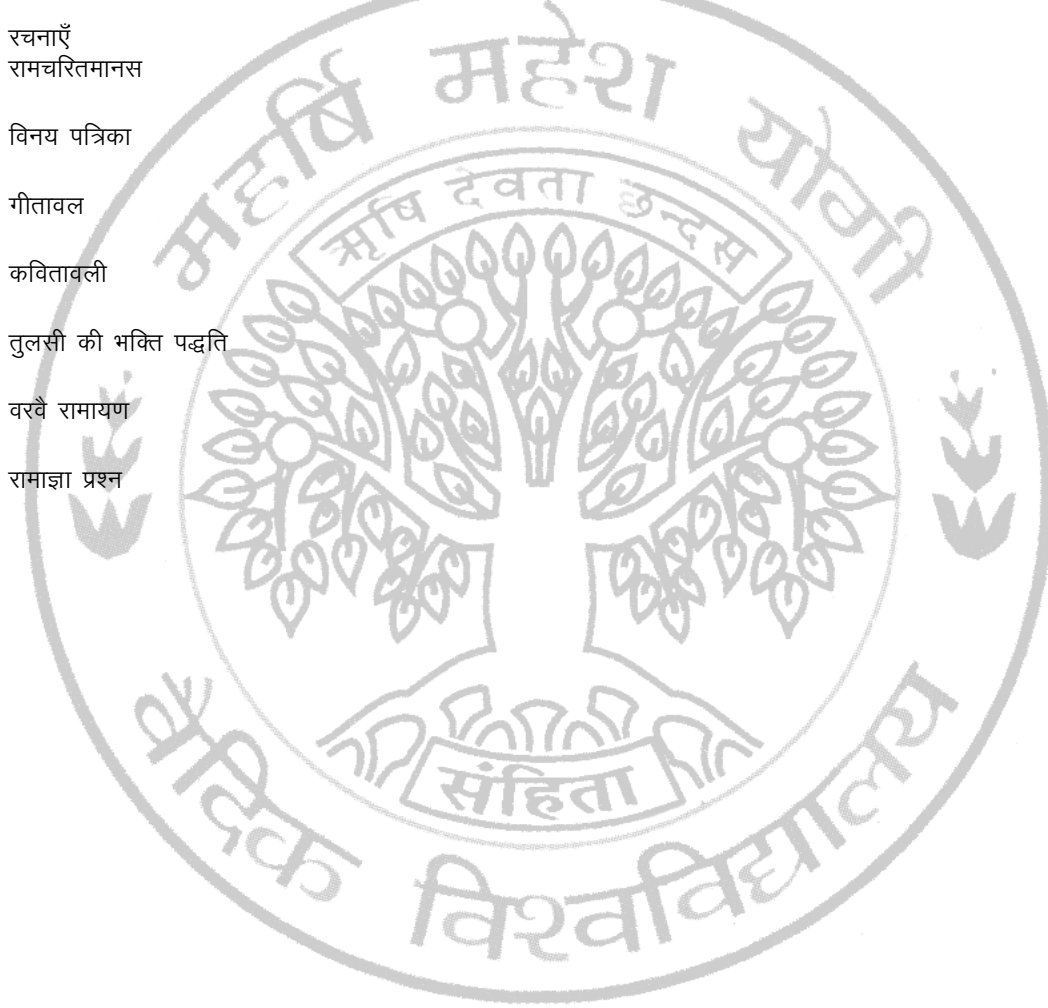 रचनाएँ
रामचरितमानस
विनय पत्रिका
गीतावल
कवितावली
तुलसी की भक्ति पद्धति
वरवै रामायण
रामाज्ञा प्रश्न
महर्षि महेश योगी
ऋषि देवता छन्दस
संहिता
वैदिक विश्वविद्यालय